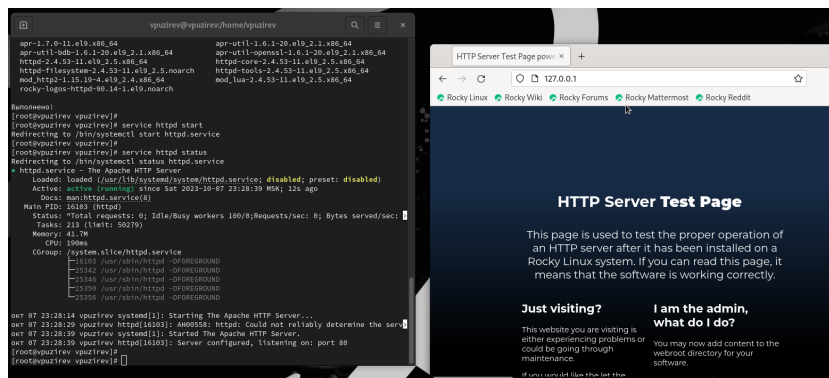 vpuzirev@vpuzirev:/home/vpuzirev
apr-1.7.0-11.el9.x86_64 apr-util-1.6.1-20.el9_2.1.x86_64
apr-util-bdb-1.6.1-20.el9_2.1.x86_64 apr-util-openssl-1.6.1-20.el9_2.1.x86_64
httpd-2.4.53-11.el9_2.5.x86_64 httpd-core-2.4.53-11.el9_2.5.x86_64
httpd-filesystem-2.4.53-11.el9_2.5.noarch httpd-tools-2.4.53-11.el9_2.5.x86_64
mod_http2-1.15.19-4.el9_2.4.x86_64 mod_lua-2.4.53-11.el9_2.5.x86_64
rocky-logos-httpd-90.14-1.el9.noarch
Выполнено!
[root@vpuzirev vpuzirev]#
[root@vpuzirev vpuzirev]# service httpd start
Redirecting to /bin/systemctl start httpd.service
[root@vpuzirev vpuzirev]#
[root@vpuzirev vpuzirev]# service httpd status
Redirecting to /bin/systemctl status httpd.service
● httpd.service - The Apache HTTP Server
Loaded: loaded (/usr/lib/systemd/system/httpd.service; disabled; preset: disabled)
Active: active (running) since Sat 2023-10-07 23:28:39 MSK; 12s ago
Docs: man:httpd.service(8)
Main PID: 16103 (httpd)
Status: "Total requests: 0; Idle/Busy workers 100/0;Requests/sec: 0; Bytes served/sec: >
Tasks: 213 (limit: 50279)
Memory: 41.7M
CPU: 190ms
CGroup: /system.slice/httpd.service
├─16103 /usr/sbin/httpd -DFOREGROUND
├─25342 /usr/sbin/httpd -DFOREGROUND
├─25346 /usr/sbin/httpd -DFOREGROUND
├─25350 /usr/sbin/httpd -DFOREGROUND
└─25356 /usr/sbin/httpd -DFOREGROUND
окт 07 23:28:14 vpuzirev systemd[1]: Starting The Apache HTTP Server...
окт 07 23:28:29 vpuzirev httpd[16103]: AH00558: httpd: Could not reliably determine the serv>
окт 07 23:28:39 vpuzirev systemd[1]: Started The Apache HTTP Server.
окт 07 23:28:39 vpuzirev httpd[16103]: Server configured, listening on: port 80
[root@vpuzirev vpuzirev]#
[root@vpuzirev vpuzirev]#
HTTP Server Test Page powe
127.0.0.1
Rocky Linux Rocky Wiki Rocky Forums Rocky Mattermost Rocky Reddit
HTTP Server Test Page
This page is used to test the proper operation of
an HTTP server after it has been installed on a
Rocky Linux system. If you can read this page, it
means that the software is working correctly.
Just visiting?
This website you are visiting is
either experiencing problems or
could be going through
maintenance.
If you would like the let the
I am the admin,
what do I do?
You may now add content to the
webroot directory for your
software.